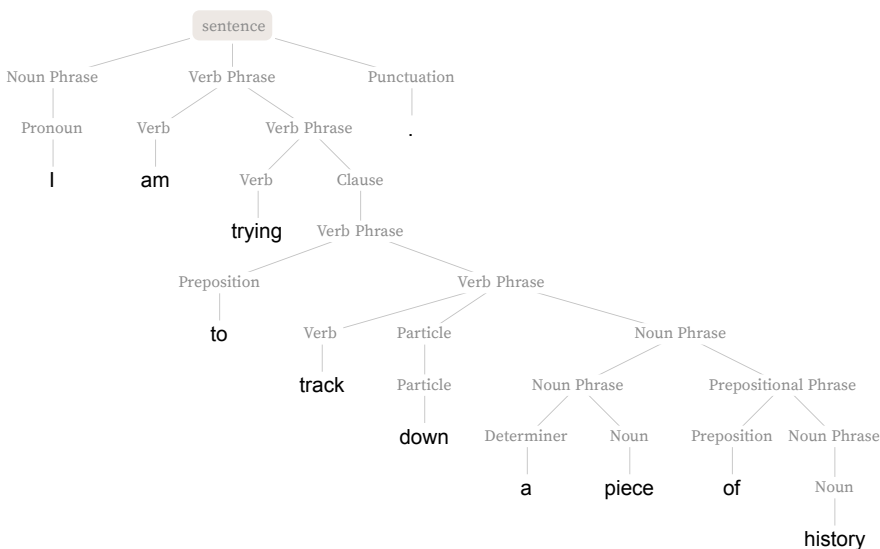 sentence
Noun Phrase Verb Phrase Punctuation
Pronoun Verb Verb Phrase .
I am Verb Clause
trying Verb Phrase
Preposition Verb Phrase
to Verb Particle Noun Phrase
track Particle Noun Phrase Prepositional Phrase
down Determiner Noun Preposition Noun Phrase
a piece of Noun
history